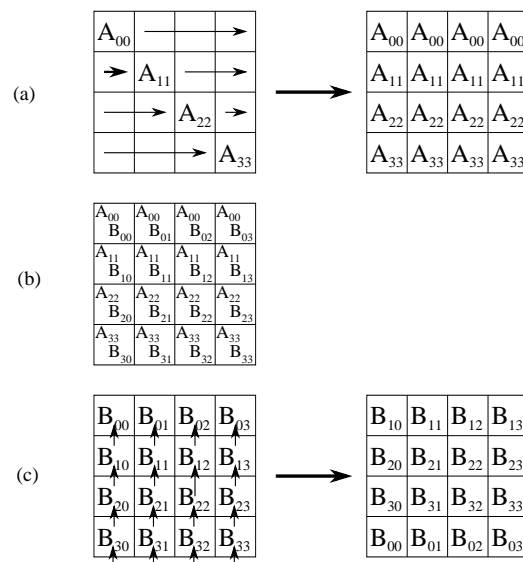 A₀₀ A₀₀ A₀₀ A₀₀ A₀₀
A₁₁ A₁₁ A₁₁ A₁₁ A₁₁
(a)
A₂₂ A₂₂ A₂₂ A₂₂ A₂₂
A₃₃ A₃₃ A₃₃ A₃₃ A₃₃
A₀₀ A₀₀ A₀₀ A₀₀
B₀₀ B₀₁ B₀₂ B₀₃
A₁₁ A₁₁ A₁₁ A₁₁
B₁₀ B₁₁ B₁₂ B₁₃
(b)
A₂₂ A₂₂ A₂₂ A₂₂
B₂₀ B₂₁ B₂₂ B₂₃
A₃₃ A₃₃ A₃₃ A₃₃
B₃₀ B₃₁ B₃₂ B₃₃
B₀₀ B₀₁ B₀₂ B₀₃ B₁₀ B₁₁ B₁₂ B₁₃
B₁₀ B₁₁ B₁₂ B₁₃ B₂₀ B₂₁ B₂₂ B₂₃
(c)
B₂₀ B₂₁ B₂₂ B₂₃ B₃₀ B₃₁ B₃₂ B₃₃
B₃₀ B₃₁ B₃₂ B₃₃ B₀₀ B₀₁ B₀₂ B₀₃